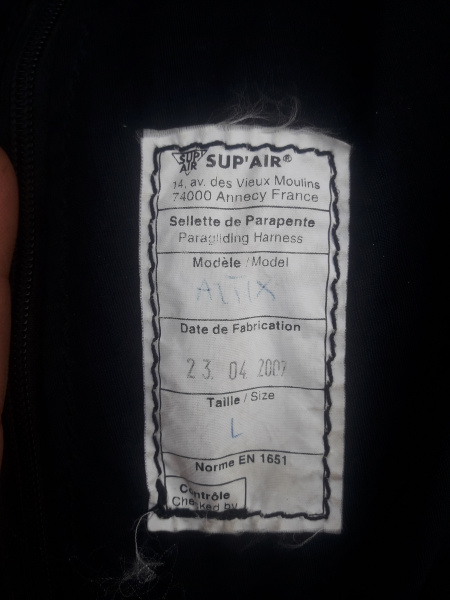 SUP AIR SUP'AIR®
14, av. des Vieux Moulins
74000 Annecy France
Sellette de Parapente
Paragliding Harness
Modèle / Model
ALTIX
Date de Fabrication
23. 04. 2007
Taille / Size
L
Norme EN 1651
Contrôle
Checked by